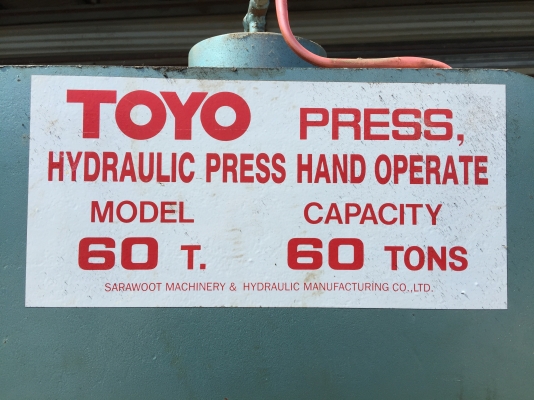 TOYO PRESS,
HYDRAULIC PRESS HAND OPERATE
MODEL CAPACITY
60 T. 60 TONS
SARAWOOT MACHINERY & HYDRAULIC MANUFACTURING CO.,LTD.